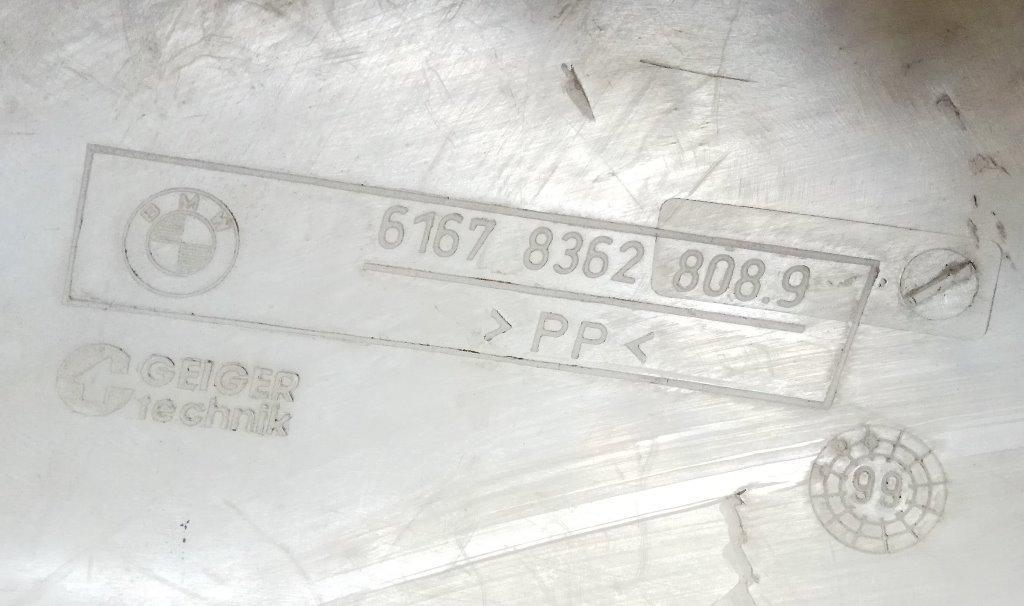 BMW
6167 8362 808.9
> PP <
GEIGER
technik
99